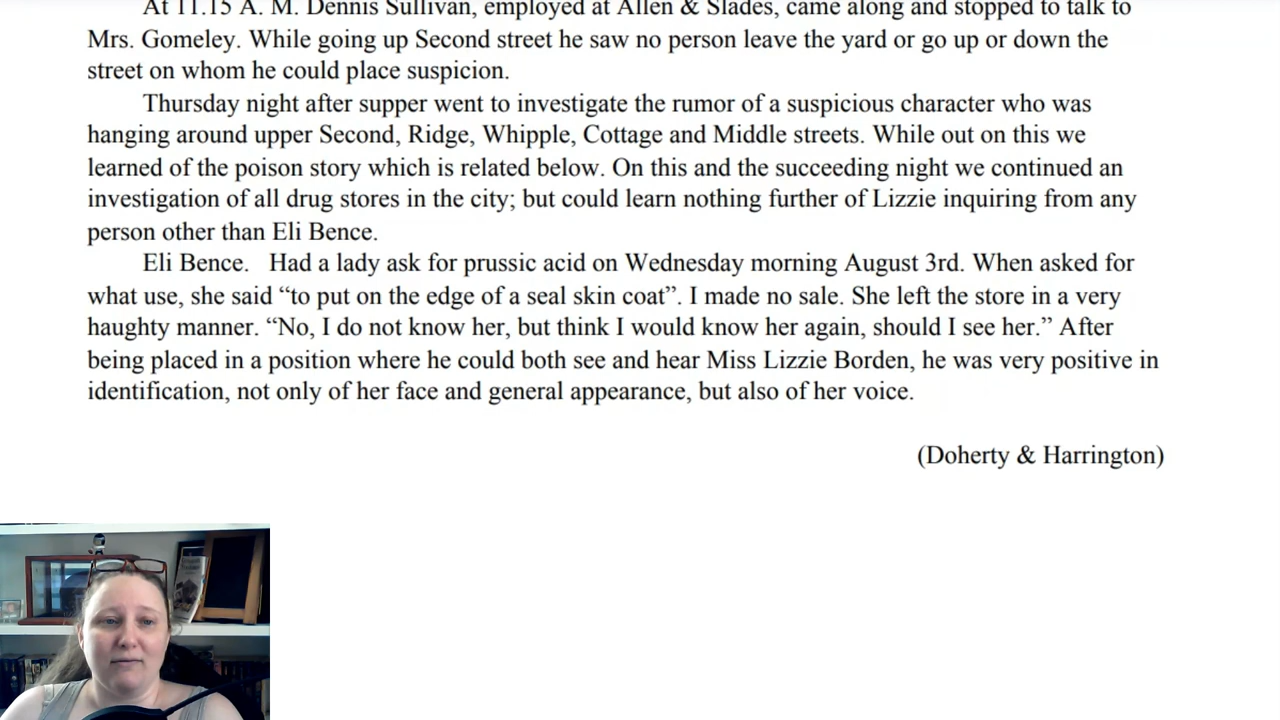 At 11.15 A. M. Dennis Sullivan, employed at Allen & Slades, came along and stopped to talk to
Mrs. Gomeley. While going up Second street he saw no person leave the yard or go up or down the
street on whom he could place suspicion.
Thursday night after supper went to investigate the rumor of a suspicious character who was
hanging around upper Second, Ridge, Whipple, Cottage and Middle streets. While out on this we
learned of the poison story which is related below. On this and the succeeding night we continued an
investigation of all drug stores in the city; but could learn nothing further of Lizzie inquiring from any
person other than Eli Bence.
Eli Bence. Had a lady ask for prussic acid on Wednesday morning August 3rd. When asked for
what use, she said “to put on the edge of a seal skin coat”. I made no sale. She left the store in a very
haughty manner. “No, I do not know her, but think I would know her again, should I see her.” After
being placed in a position where he could both see and hear Miss Lizzie Borden, he was very positive in
identification, not only of her face and general appearance, but also of her voice.
(Doherty & Harrington)